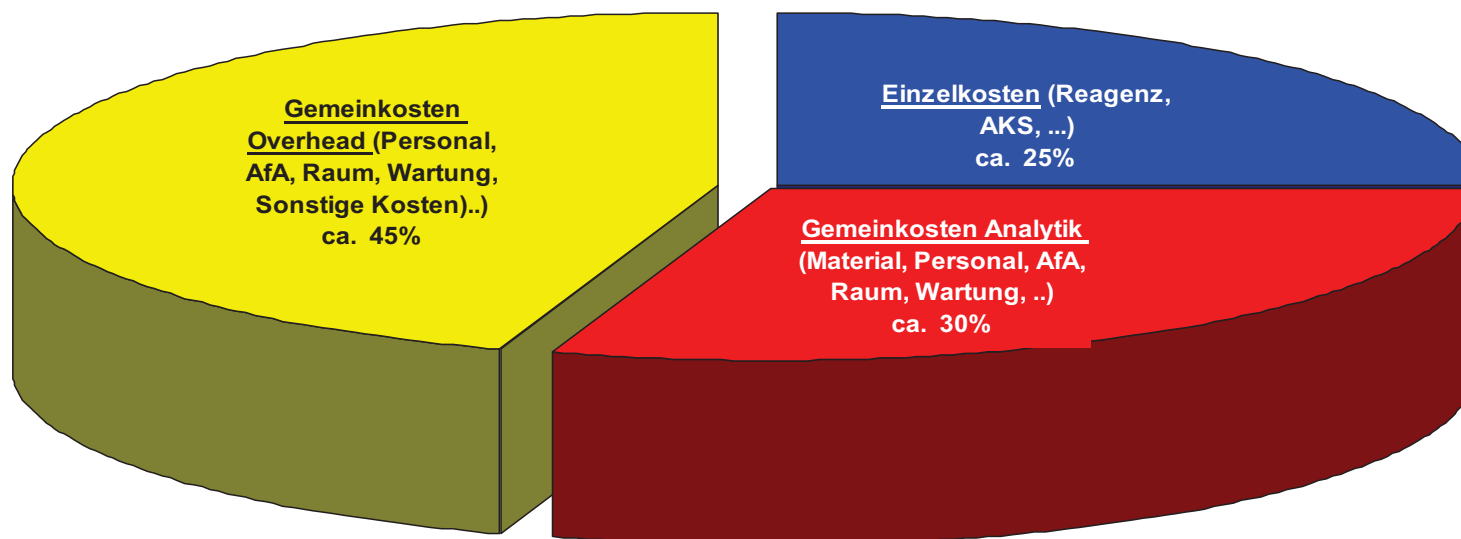 Gemeinkosten
Overhead (Personal,
AfA, Raum, Wartung,
Sonstige Kosten)..)
ca. 45%
Einzelkosten (Reagenz,
AKS, ...)
ca. 25%
Gemeinkosten Analytik
(Material, Personal, AfA,
Raum, Wartung, ..)
ca. 30%